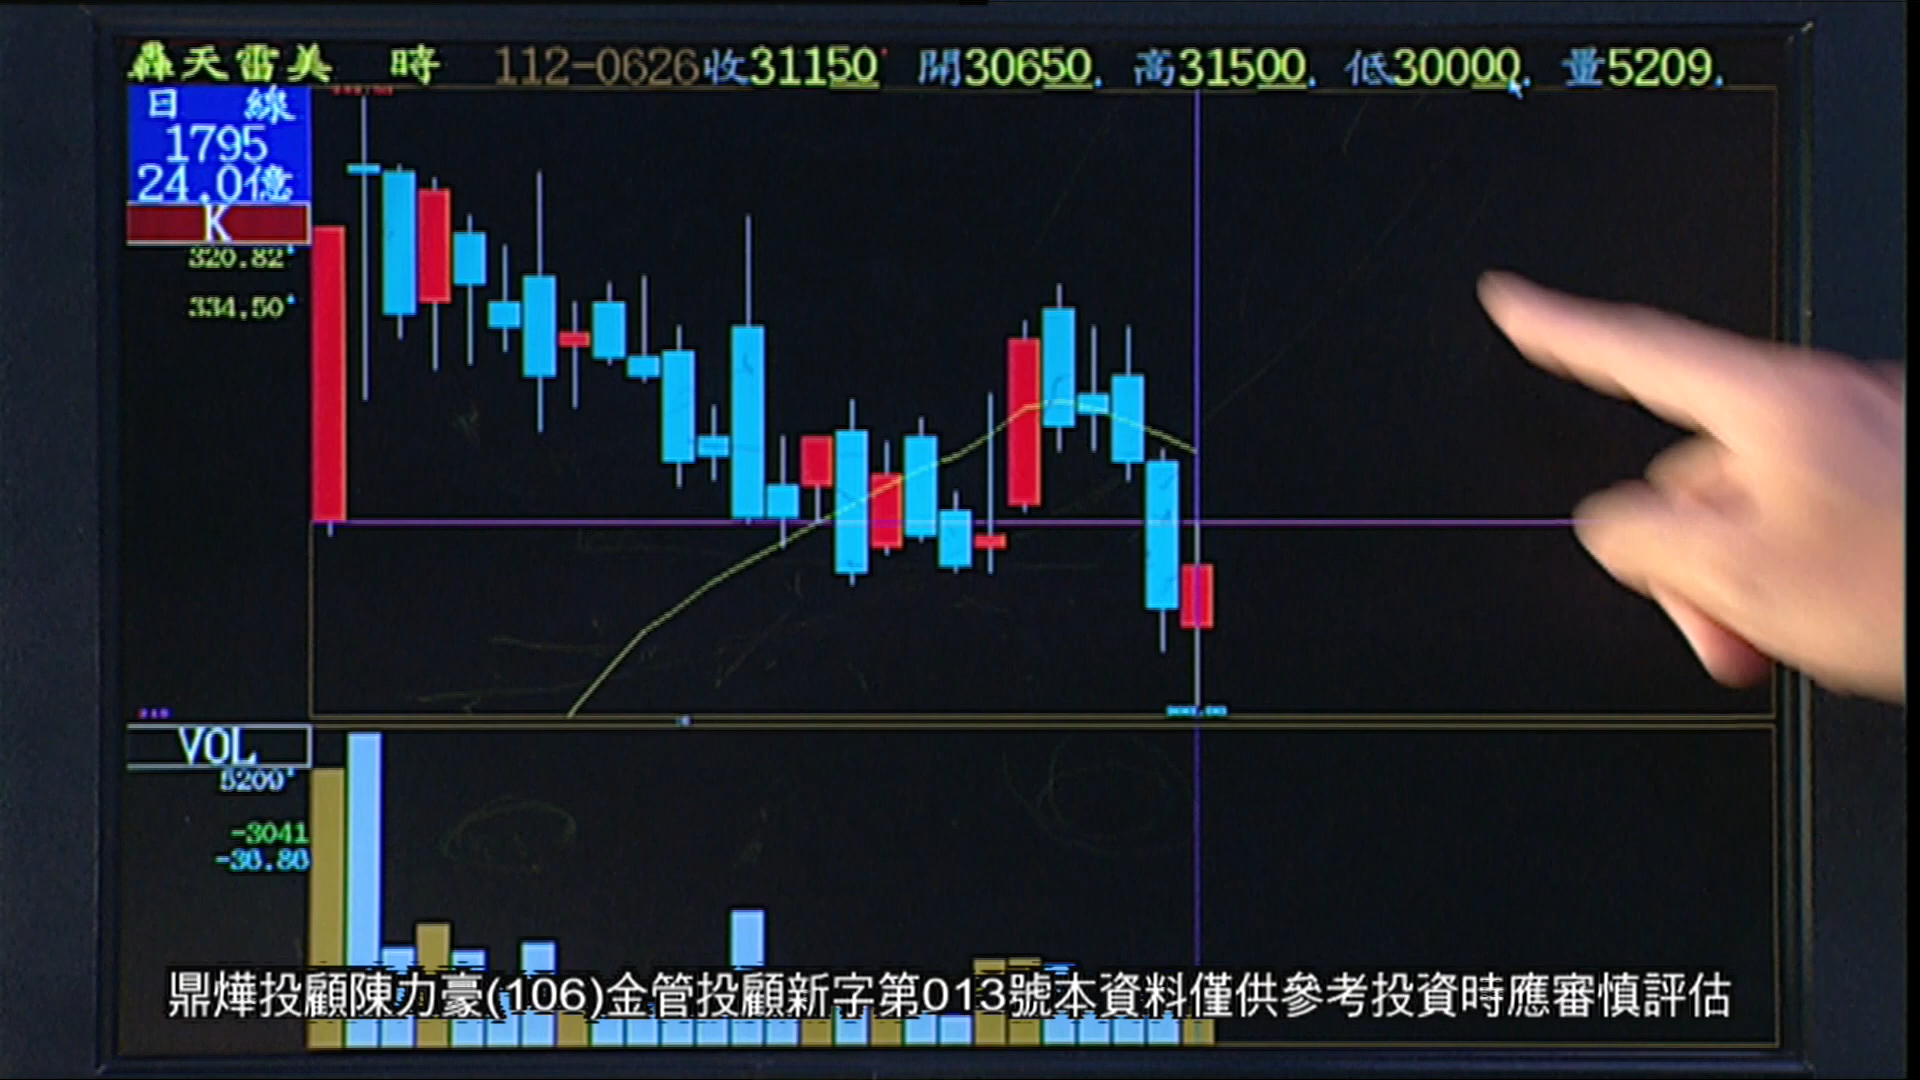 轟天雷美 時 112-0626收31150 開30650. 高31500. 低30000. 量5209.
日 線
1795
24.0億
K
320.82
334.50
VOL
5209
-3041
鼎燁投顧陳力豪(106)金管投顧新字第013號本資料僅供參考投資時應審慎評估